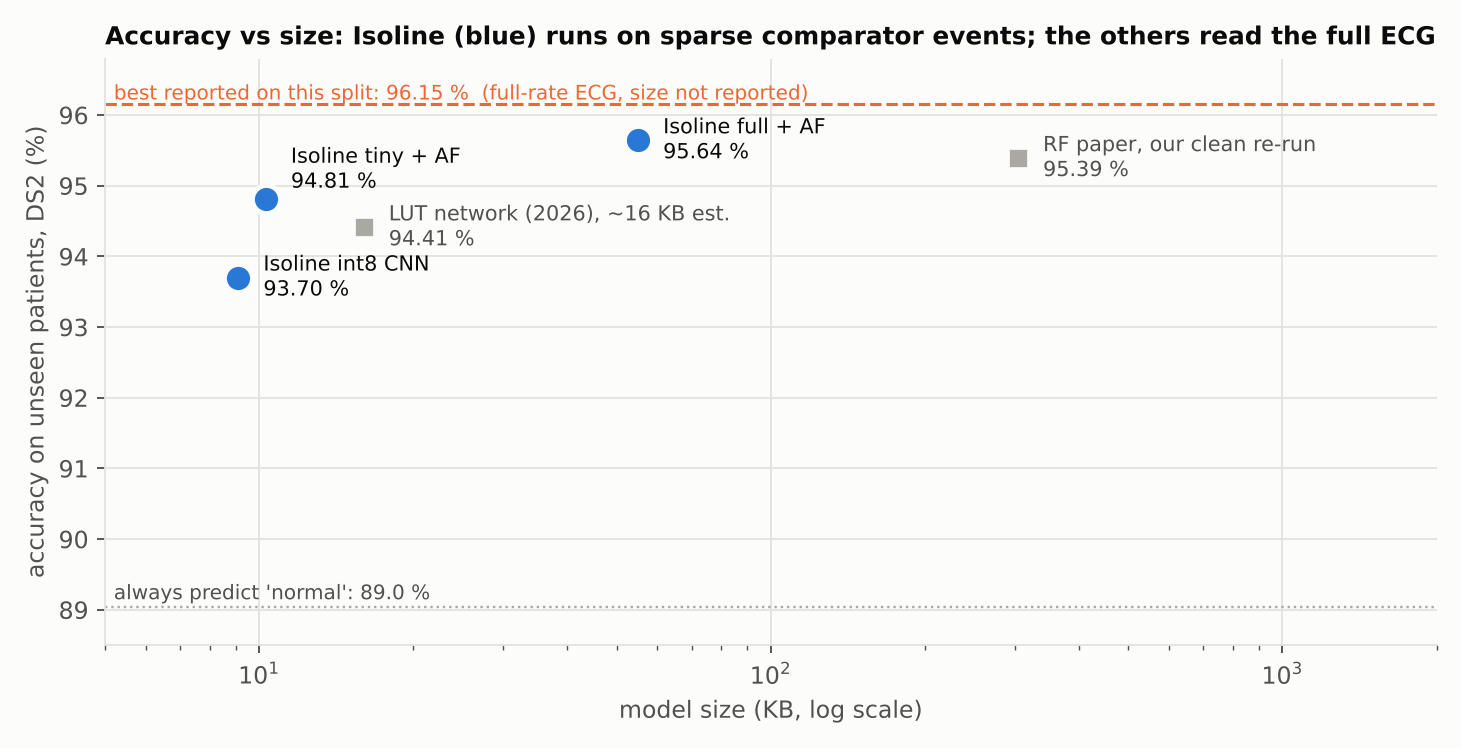 Accuracy vs size: Isoline (blue) runs on sparse comparator events; the others read the full ECG
best reported on this split: 96.15 % (full-rate ECG, size not reported)
Isoline full + AF
95.64 %
RF paper, our clean re-run
95.39 %
Isoline tiny + AF
94.81 %
LUT network (2026), ~16 KB est.
94.41 %
Isoline int8 CNN
93.70 %
always predict 'normal': 89.0 %
accuracy on unseen patients, DS2 (%)
96
95
94
93
92
91
90
89
10¹
10²
10³
model size (KB, log scale)